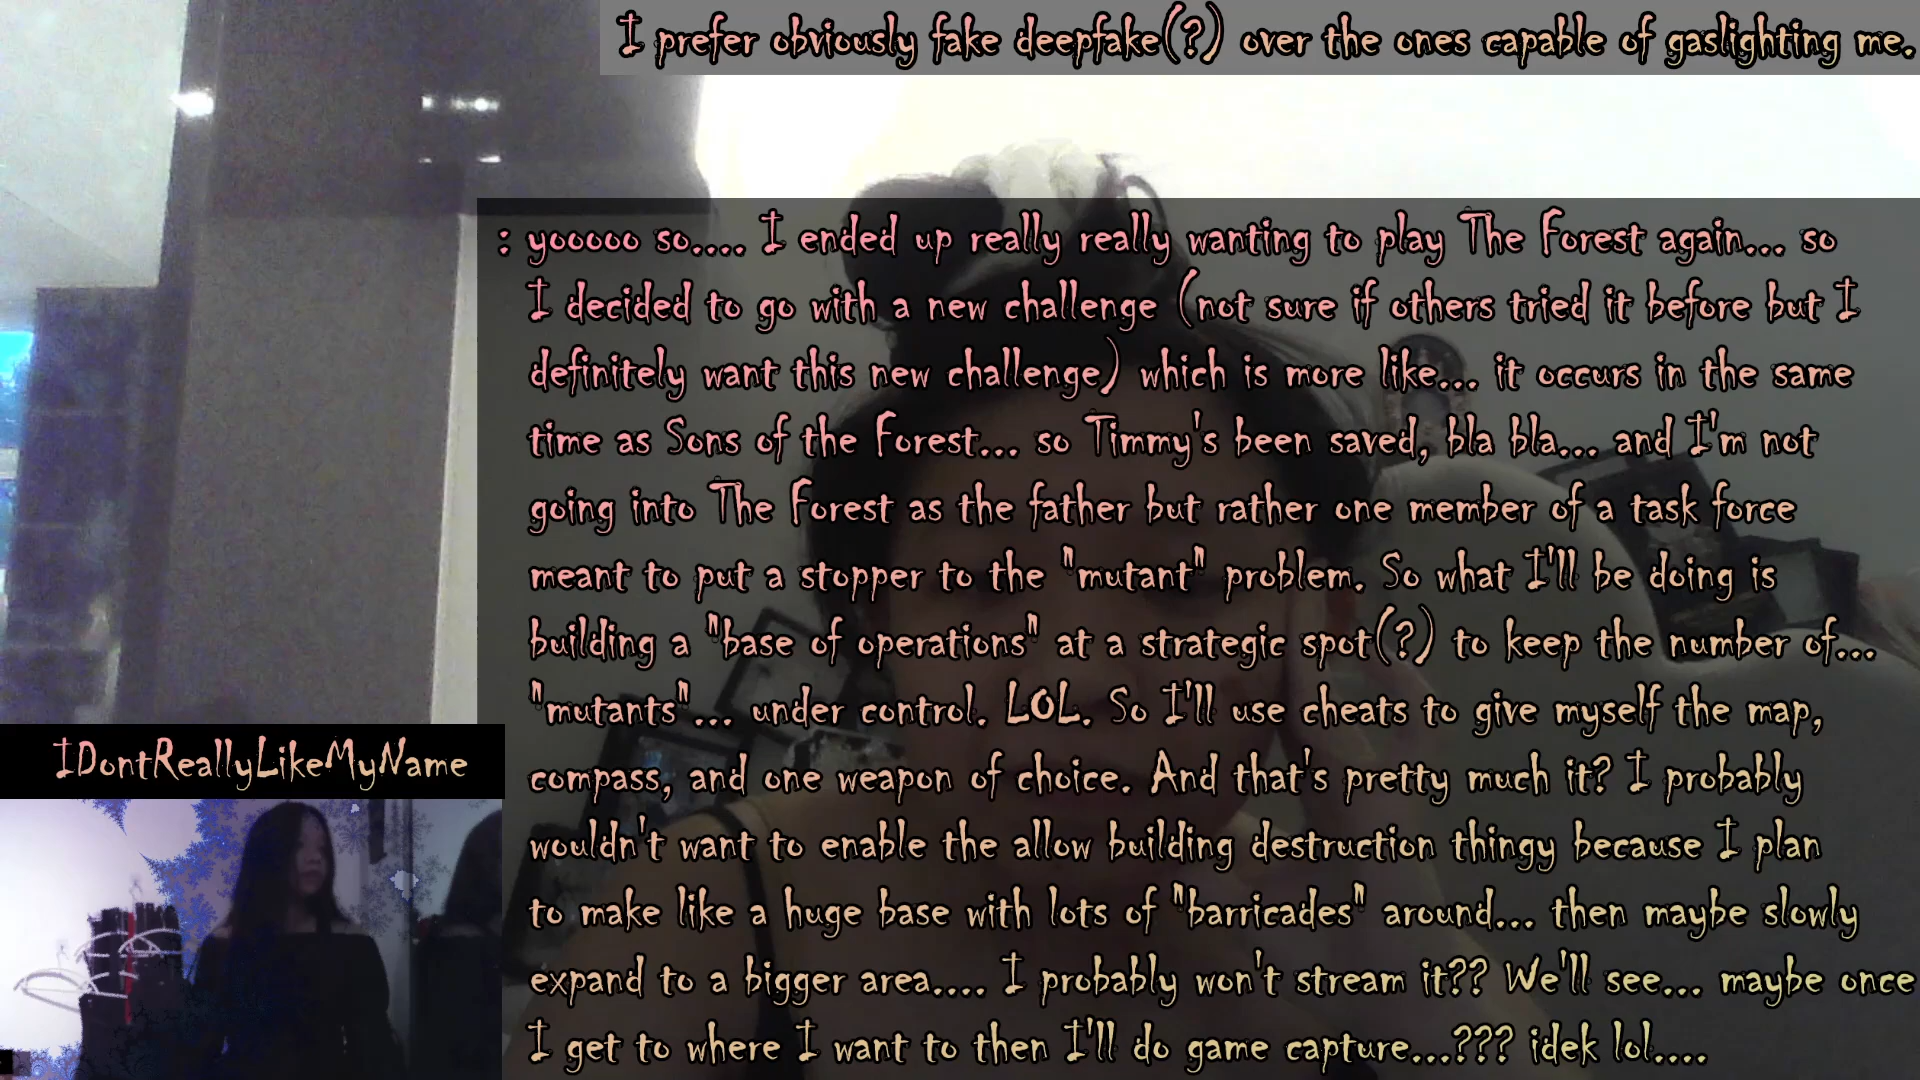 I prefer obviously fake deepfake(?) over the ones capable of gaslighting me.
: yooooo so.... I ended up really really wanting to play The Forest again... so
I decided to go with a new challenge (not sure if others tried it before but I
definitely want this new challenge) which is more like... it occurs in the same
time as Sons of the Forest... so Timmy's been saved, bla bla... and I'm not
going into The Forest as the father but rather one member of a task force
meant to put a stopper to the "mutant" problem. So what I'll be doing is
building a "base of operations" at a strategic spot(?) to keep the number of...
"mutants"... under control. LOL. So I'll use cheats to give myself the map,
compass, and one weapon of choice. And that's pretty much it? I probably
wouldn't want to enable the allow building destruction thingy because I plan
to make like a huge base with lots of "barricades" around... then maybe slowly
expand to a bigger area.... I probably won't stream it?? We'll see... maybe once
I get to where I want to then I'll do game capture...??? idek lol....
IDontReallyLikeMyName